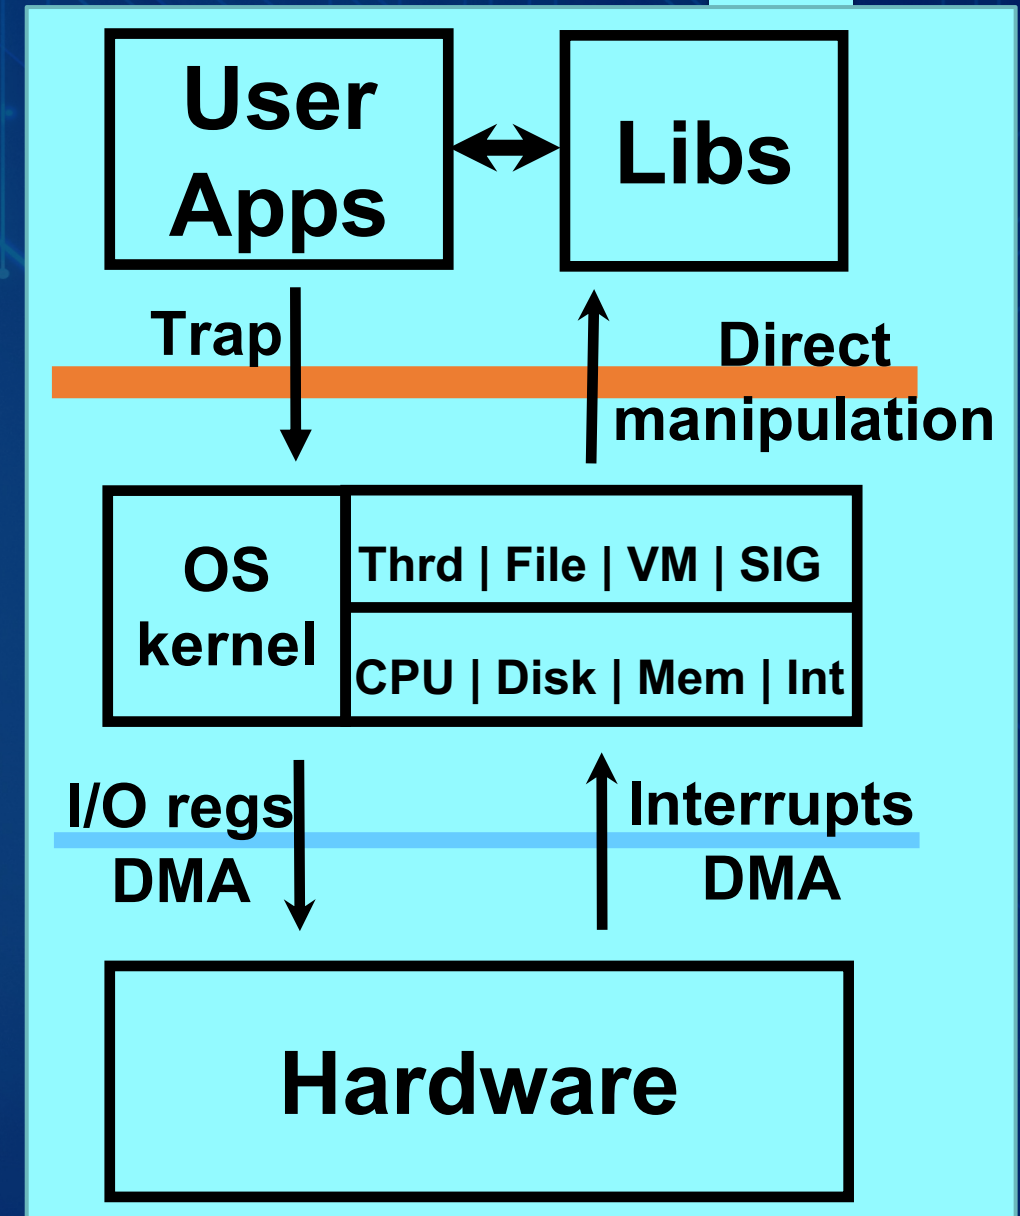 User
Apps
Libs
Trap
Direct
manipulation
OS
kernel
Thrd | File | VM | SIG
CPU | Disk | Mem | Int
I/O regs
DMA
Interrupts
DMA
Hardware